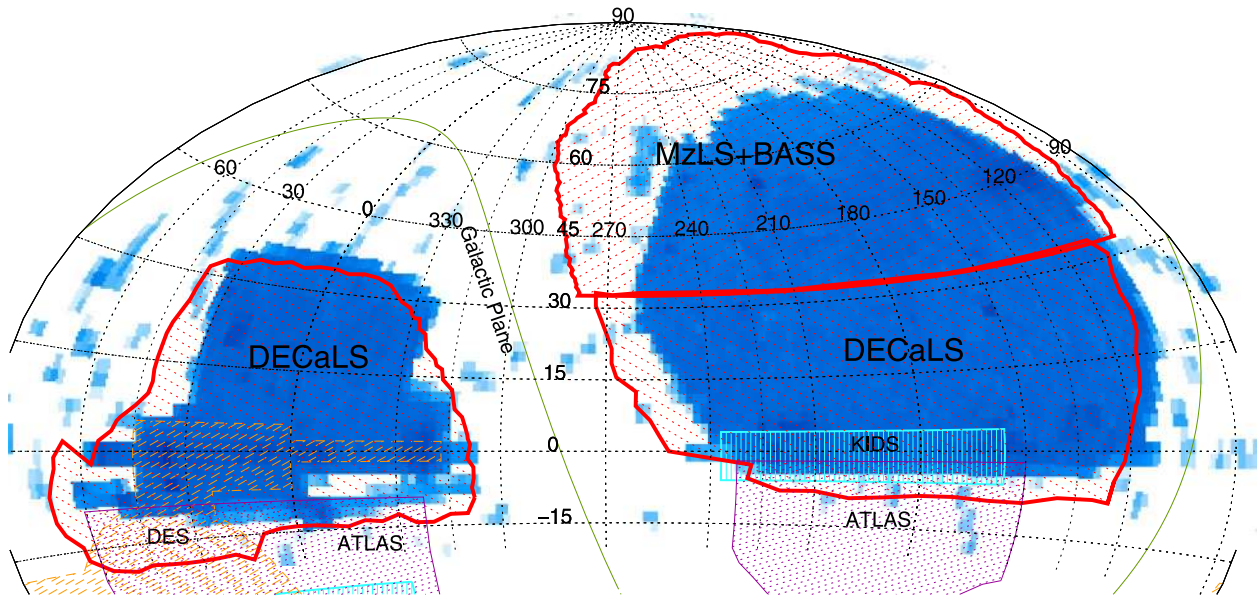 90
75
60
MzLS+BASS
90
60
30
0
330
300
45
270
240
210
180
150
120
Galactic Plane
30
DECaLS
DECaLS
15
0
KIDS
−15
DES
ATLAS
ATLAS